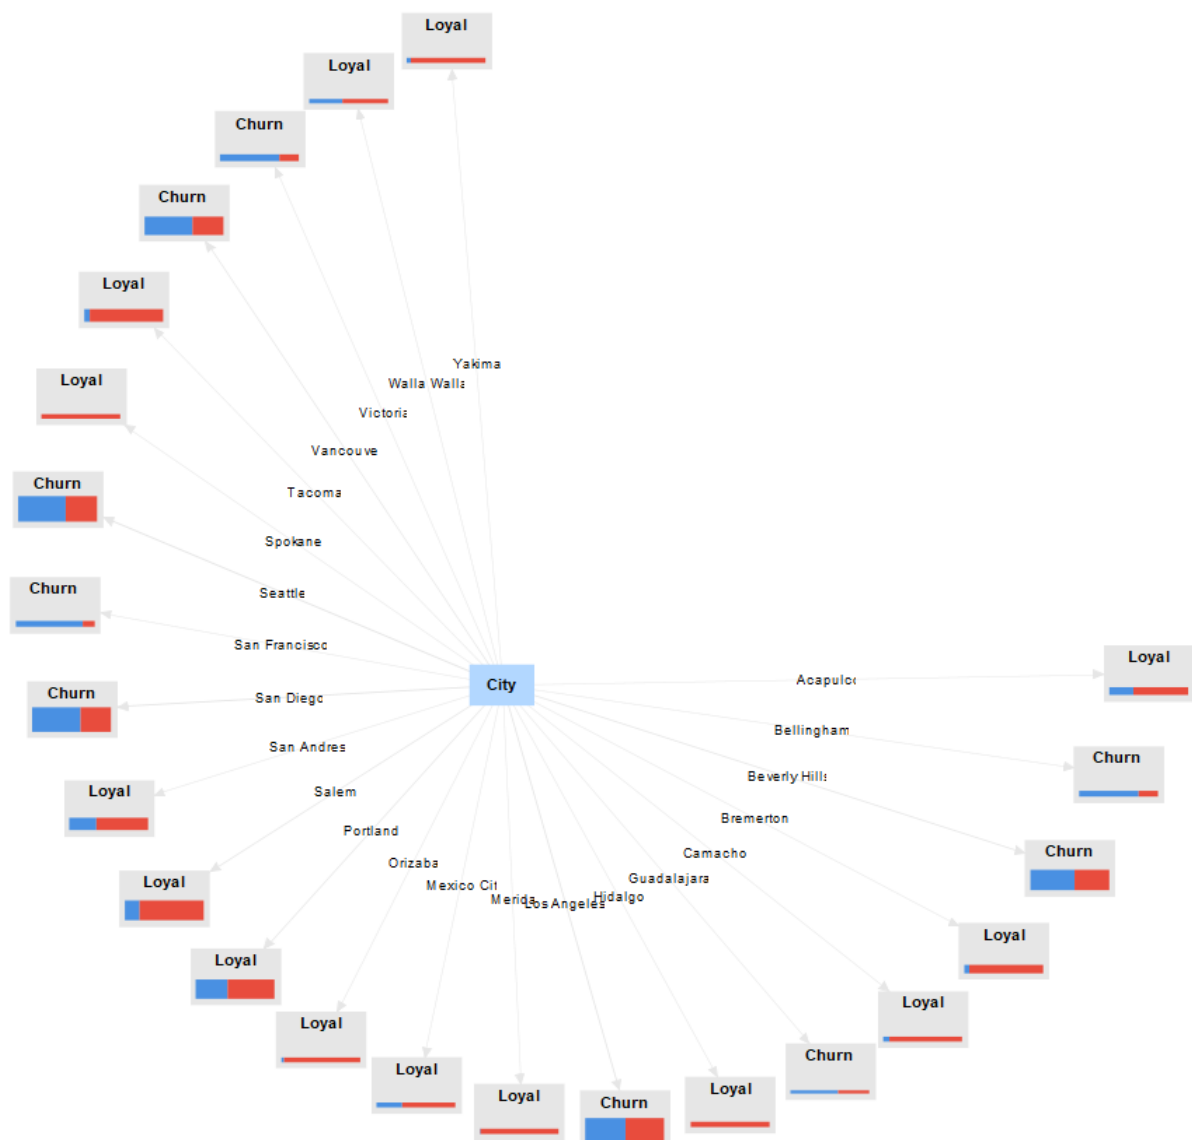 Loyal
Loyal
Churn
Churn
Loyal
Loyal
Churn
Churn
Churn
Loyal
Loyal
Loyal
Loyal
Loyal
Loyal
Churn
Loyal
Churn
Loyal
Loyal
Churn
Churn
Loyal
City
Yakima
Walla Walla
Victoria
Vancouve
Tacoma
Spokane
Seattle
San Francisco
San Diego
San Andres
Salem
Portland
Orizaba
Mexico Cit
Merida
Los Angeles
Hidalgo
Guadalajara
Camacho
Bremerton
Beverly Hills
Bellingham
Acapulco